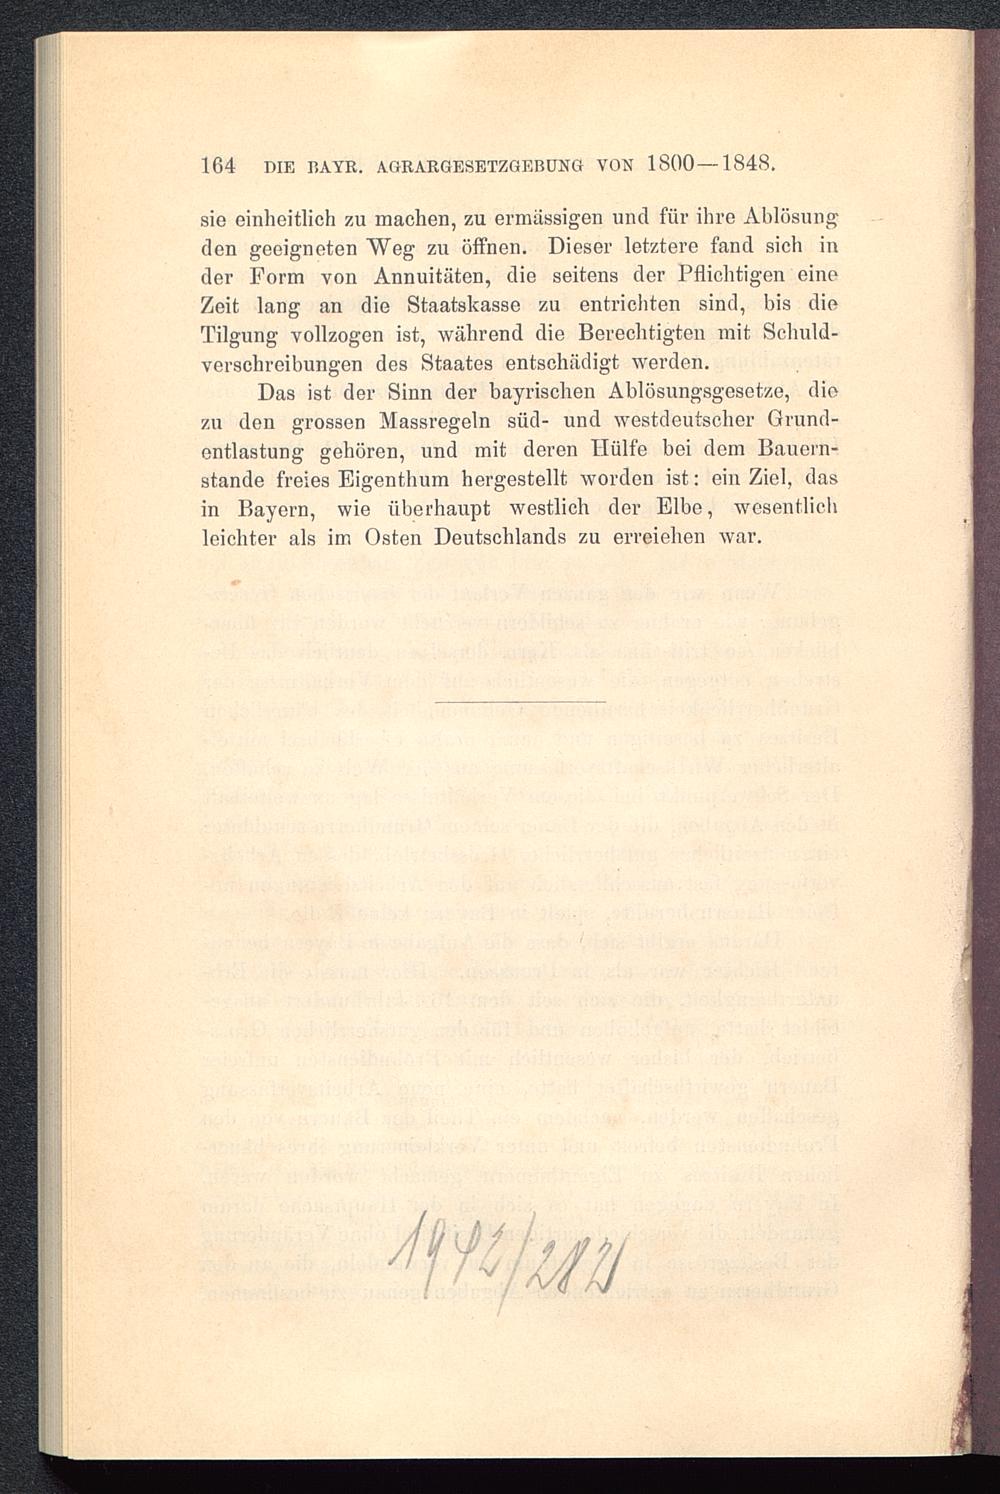 164 DIE BAYR. AGRARGESETZGEBUNG VON 1800—1848.
sie einheitlich zu machen, zu ermässigen und für ihre Ablösung
den geeigneten Weg zu öffnen. Dieser letztere fand sich in
der Form von Annuitäten, die seitens der Pflichtigen eine
Zeit lang an die Staatskasse zu entrichten sind, bis die
Tilgung vollzogen ist, während die Berechtigten mit Schuld-
verschreibungen des Staates entschädigt werden.
Das ist der Sinn der bayrischen Ablösungsgesetze, die
zu den grossen Massregeln süd- und westdeutscher Grund-
entlastung gehören, und mit deren Hülfe bei dem Bauern-
stande freies Eigenthum hergestellt worden ist: ein Ziel, das
in Bayern, wie überhaupt westlich der Elbe, wesentlich
leichter als im Osten Deutschlands zu erreichen war.